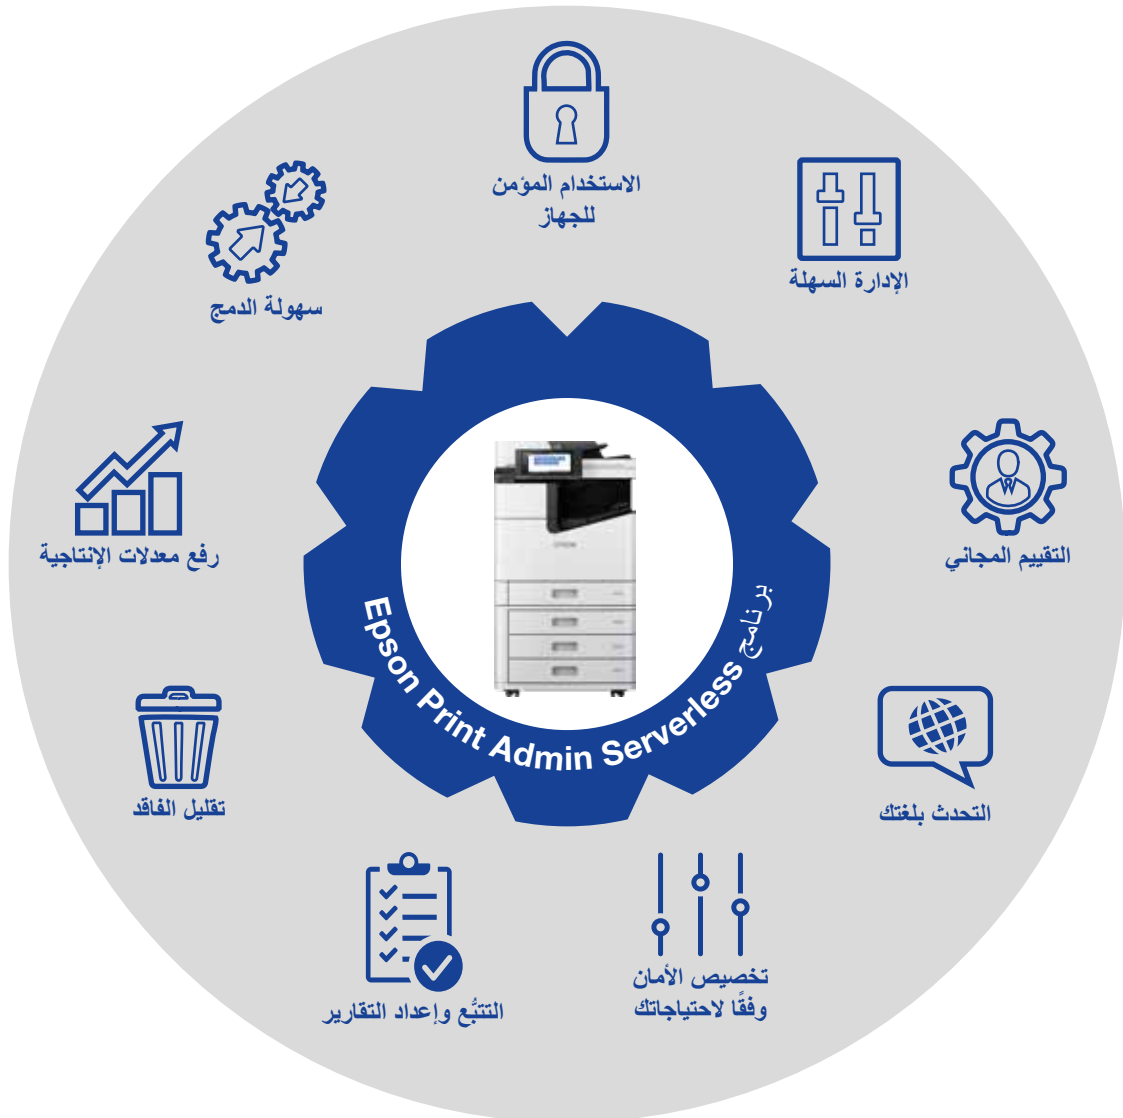 الاستخدام المؤمن
للجهاز
الإدارة السهلة
التقييم المجاني
التحدث بلغتك
تخصيص الأمان
وفقًا لاحتياجاتك
التتبُّع وإعداد التقارير
تقليل الفاقد
رفع معدلات الإنتاجية
سهولة الدمج
برنامج Epson Print Admin Serverless
EPSON